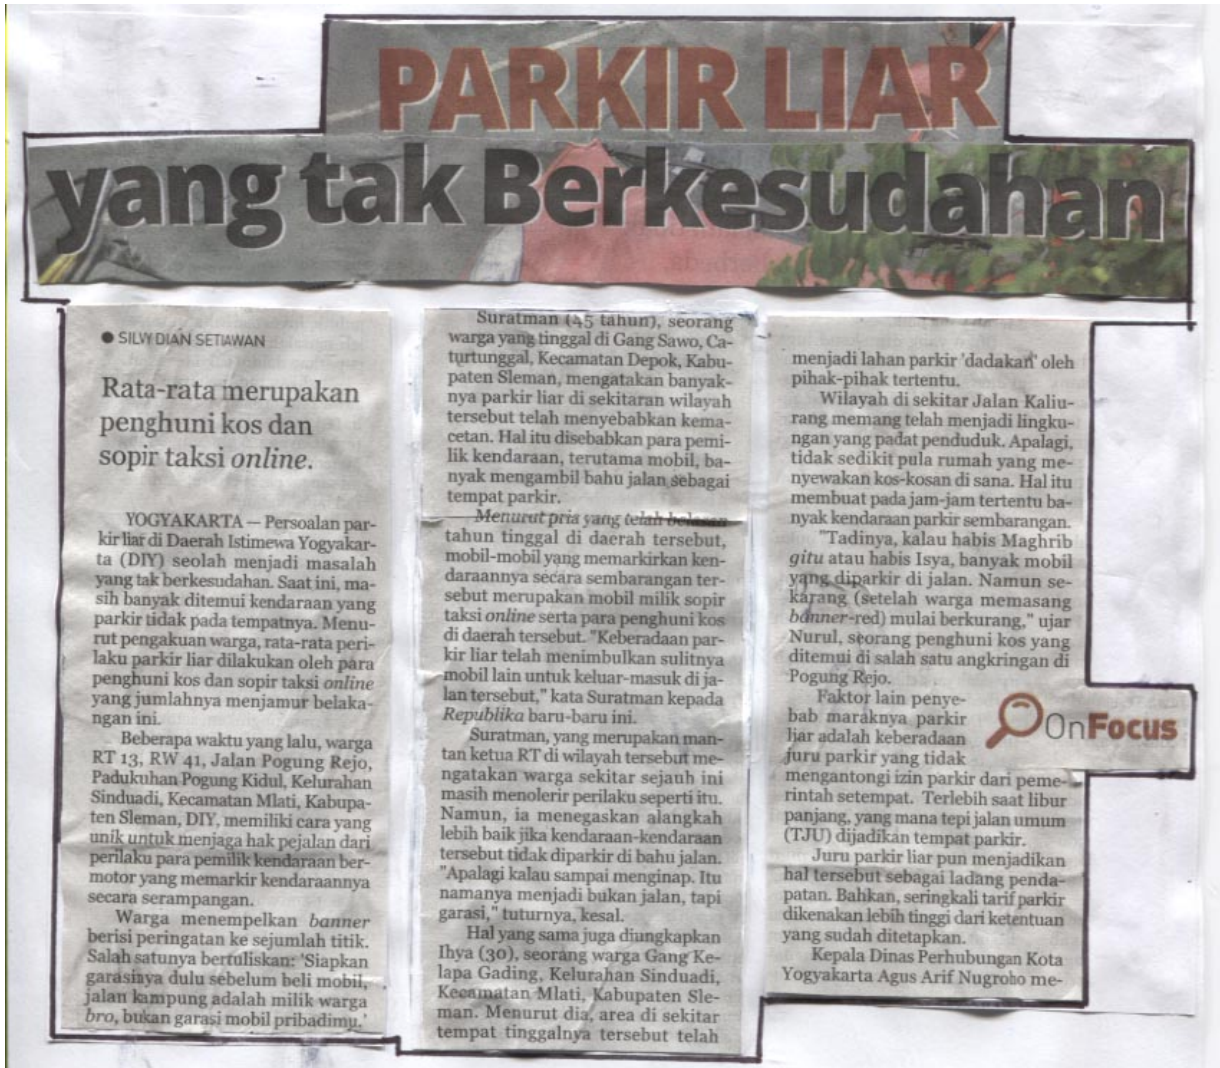 PARKIR LIAR
yang tak Berkesudahan
● SILVY DIAN SETIAWAN
Rata-rata merupakan
penghuni kos dan
sopir taksi online.
YOGYAKARTA — Persoalan par-
kir liar di Daerah Istimewa Yogyakar-
ta (DIY) seolah menjadi masalah
yang tak berkesudahan. Saat ini, ma-
sih banyak ditemui kendaraan yang
parkir tidak pada tempatnya. Menu-
rut pengakuan warga, rata-rata peri-
laku parkir liar dilakukan oleh para
penghuni kos dan sopir taksi online
yang jumlahnya menjamur belaka-
ngan ini.
Beberapa waktu yang lalu, warga
RT 13, RW 41, Jalan Pogung Rejo,
Padukuhan Pogung Kidul, Kelurahan
Sinduadi, Kecamatan Mlati, Kabupa-
ten Sleman, DIY, memiliki cara yang
unik untuk menjaga hak pejalan dari
perilaku para pemilik kendaraan ber-
motor yang memarkir kendaraannya
secara serampangan.
Warga menempelkan banner
berisi peringatan ke sejumlah titik.
Salah satunya bertuliskan: 'Siapkan
garasinya dulu sebelum beli mobil,
jalan kampung adalah milik warga
bro, bukan garasi mobil pribadimu.'
Suratman (45 tahun), seorang
warga yang tinggal di Gang Sawo, Ca-
turtunggal, Kecamatan Depok, Kabu-
paten Sleman, mengatakan banyak-
nya parkir liar di sekitaran wilayah
tersebut telah menyebabkan kema-
cetan. Hal itu disebabkan para pemi-
lik kendaraan, terutama mobil, ba-
nyak mengambil bahu jalan sebagai
tempat parkir.
Menurut pria yang telah belasan
tahun tinggal di daerah tersebut,
mobil-mobil yang memarkirkan ken-
daraannya secara sembarangan ter-
sebut merupakan mobil milik sopir
taksi online serta para penghuni kos
di daerah tersebut. "Keberadaan par-
kir liar telah menimbulkan sulitnya
mobil lain untuk keluar-masuk di ja-
lan tersebut," kata Suratman kepada
Republika baru-baru ini.
Suratman, yang merupakan man-
tan ketua RT di wilayah tersebut me-
ngatakan warga sekitar sejauh ini
masih menolerir perilaku seperti itu.
Namun, ia menegaskan alangkah
lebih baik jika kendaraan-kendaraan
tersebut tidak diparkir di bahu jalan.
"Apalagi kalau sampai menginap. Itu
namanya menjadi bukan jalan, tapi
garasi," tuturnya, kesal.
Hal yang sama juga diungkapkan
Ihya (30), seorang warga Gang Ke-
lapa Gading, Kelurahan Sinduadi,
Kecamatan Mlati, Kabupaten Sle-
man. Menurut dia, area di sekitar
tempat tinggalnya tersebut telah
menjadi lahan parkir 'dadakan' oleh
pihak-pihak tertentu.
Wilayah di sekitar Jalan Kaliu-
rang memang telah menjadi lingku-
ngan yang padat penduduk. Apalagi,
tidak sedikit pula rumah yang me-
nyewakan kos-kosan di sana. Hal itu
membuat pada jam-jam tertentu ba-
nyak kendaraan parkir sembarangan.
"Tadinya, kalau habis Maghrib
gitu atau habis Isya, banyak mobil
yang diparkir di jalan. Namun se-
karang (setelah warga memasang
banner-red) mulai berkurang," ujar
Nurul, seorang penghuni kos yang
ditemui di salah satu angkringan di
Pogung Rejo.
Faktor lain penye-
bab maraknya parkir
liar adalah keberadaan
juru parkir yang tidak
mengantongi izin parkir dari peme-
rintah setempat. Terlebih saat libur
panjang, yang mana tepi jalan umum
(TJU) dijadikan tempat parkir.
Juru parkir liar pun menjadikan
hal tersebut sebagai ladang penda-
patan. Bahkan, seringkali tarif parkir
dikenakan lebih tinggi dari ketentuan
yang sudah ditetapkan.
Kepala Dinas Perhubungan Kota
Yogyakarta Agus Arif Nugroho me-
OnFocus